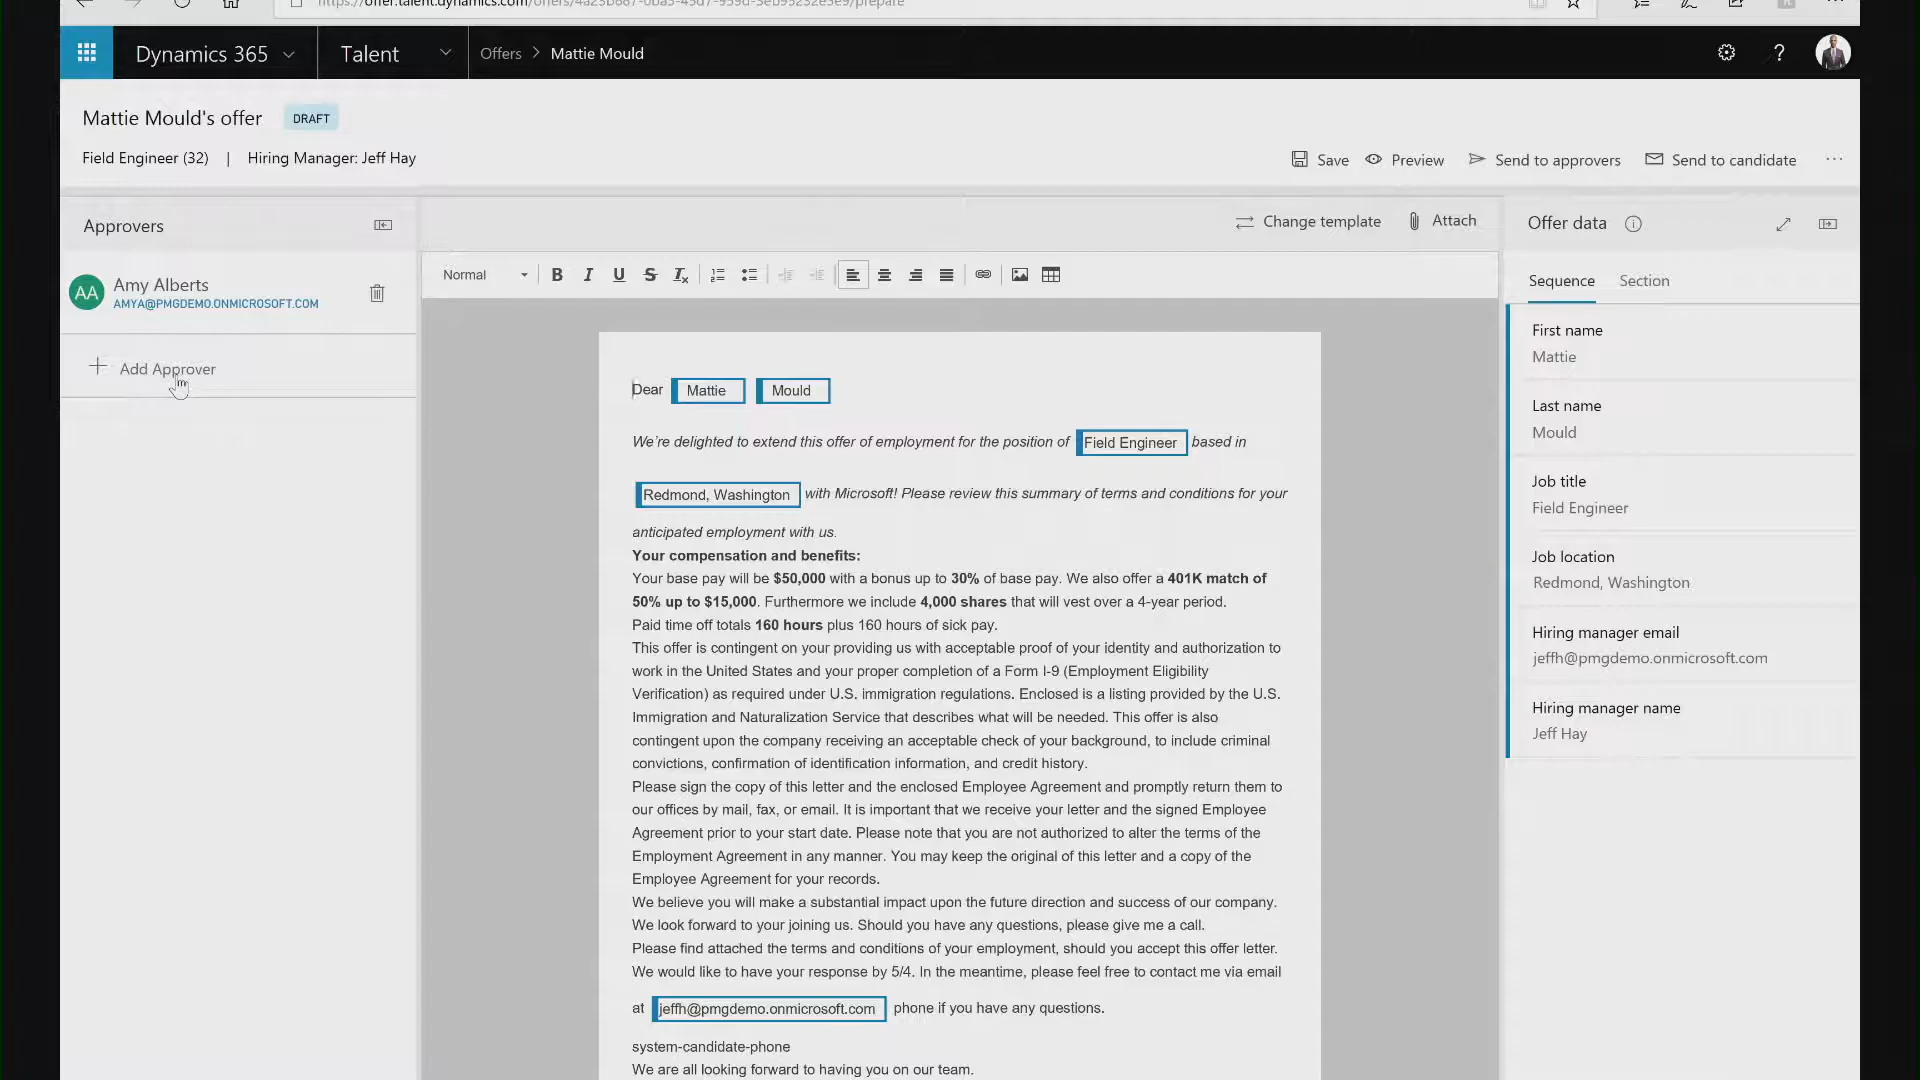 Dynamics 365
Talent
Offers > Mattie Mould
?
Mattie Mould's offer
DRAFT
Field Engineer (32) | Hiring Manager: Jeff Hay
Save
Preview
Send to approvers
Send to candidate
...
Approvers
AA
Amy Alberts
AMYA@PMGDEMO.ONMICROSOFT.COM
+ Add Approver
Change template
Attach
Normal
B I U S
Dear Mattie Mould
We're delighted to extend this offer of employment for the position of Field Engineer based in
Redmond, Washington with Microsoft! Please review this summary of terms and conditions for your
anticipated employment with us.
Your compensation and benefits:
Your base pay will be $50,000 with a bonus up to 30% of base pay. We also offer a 401K match of
50% up to $15,000. Furthermore we include 4,000 shares that will vest over a 4-year period.
Paid time off totals 160 hours plus 160 hours of sick pay.
This offer is contingent on your providing us with acceptable proof of your identity and authorization to
work in the United States and your proper completion of a Form I-9 (Employment Eligibility
Verification) as required under U.S. immigration regulations. Enclosed is a listing provided by the U.S.
Immigration and Naturalization Service that describes what will be needed. This offer is also
contingent upon the company receiving an acceptable check of your background, to include criminal
convictions, confirmation of identification information, and credit history.
Please sign the copy of this letter and the enclosed Employee Agreement and promptly return them to
our offices by mail, fax, or email. It is important that we receive your letter and the signed Employee
Agreement prior to your start date. Please note that you are not authorized to alter the terms of the
Employment Agreement in any manner. You may keep the original of this letter and a copy of the
Employee Agreement for your records.
We believe you will make a substantial impact upon the future direction and success of our company.
We look forward to your joining us. Should you have any questions, please give me a call.
Please find attached the terms and conditions of your employment, should you accept this offer letter.
We would like to have your response by 5/4. In the meantime, please feel free to contact me via email
at jeffh@pmgdemo.onmicrosoft.com phone if you have any questions.
system-candidate-phone
We are all looking forward to having you on our team.
Offer data
Sequence
Section
First name
Mattie
Last name
Mould
Job title
Field Engineer
Job location
Redmond, Washington
Hiring manager email
jeffh@pmgdemo.onmicrosoft.com
Hiring manager name
Jeff Hay